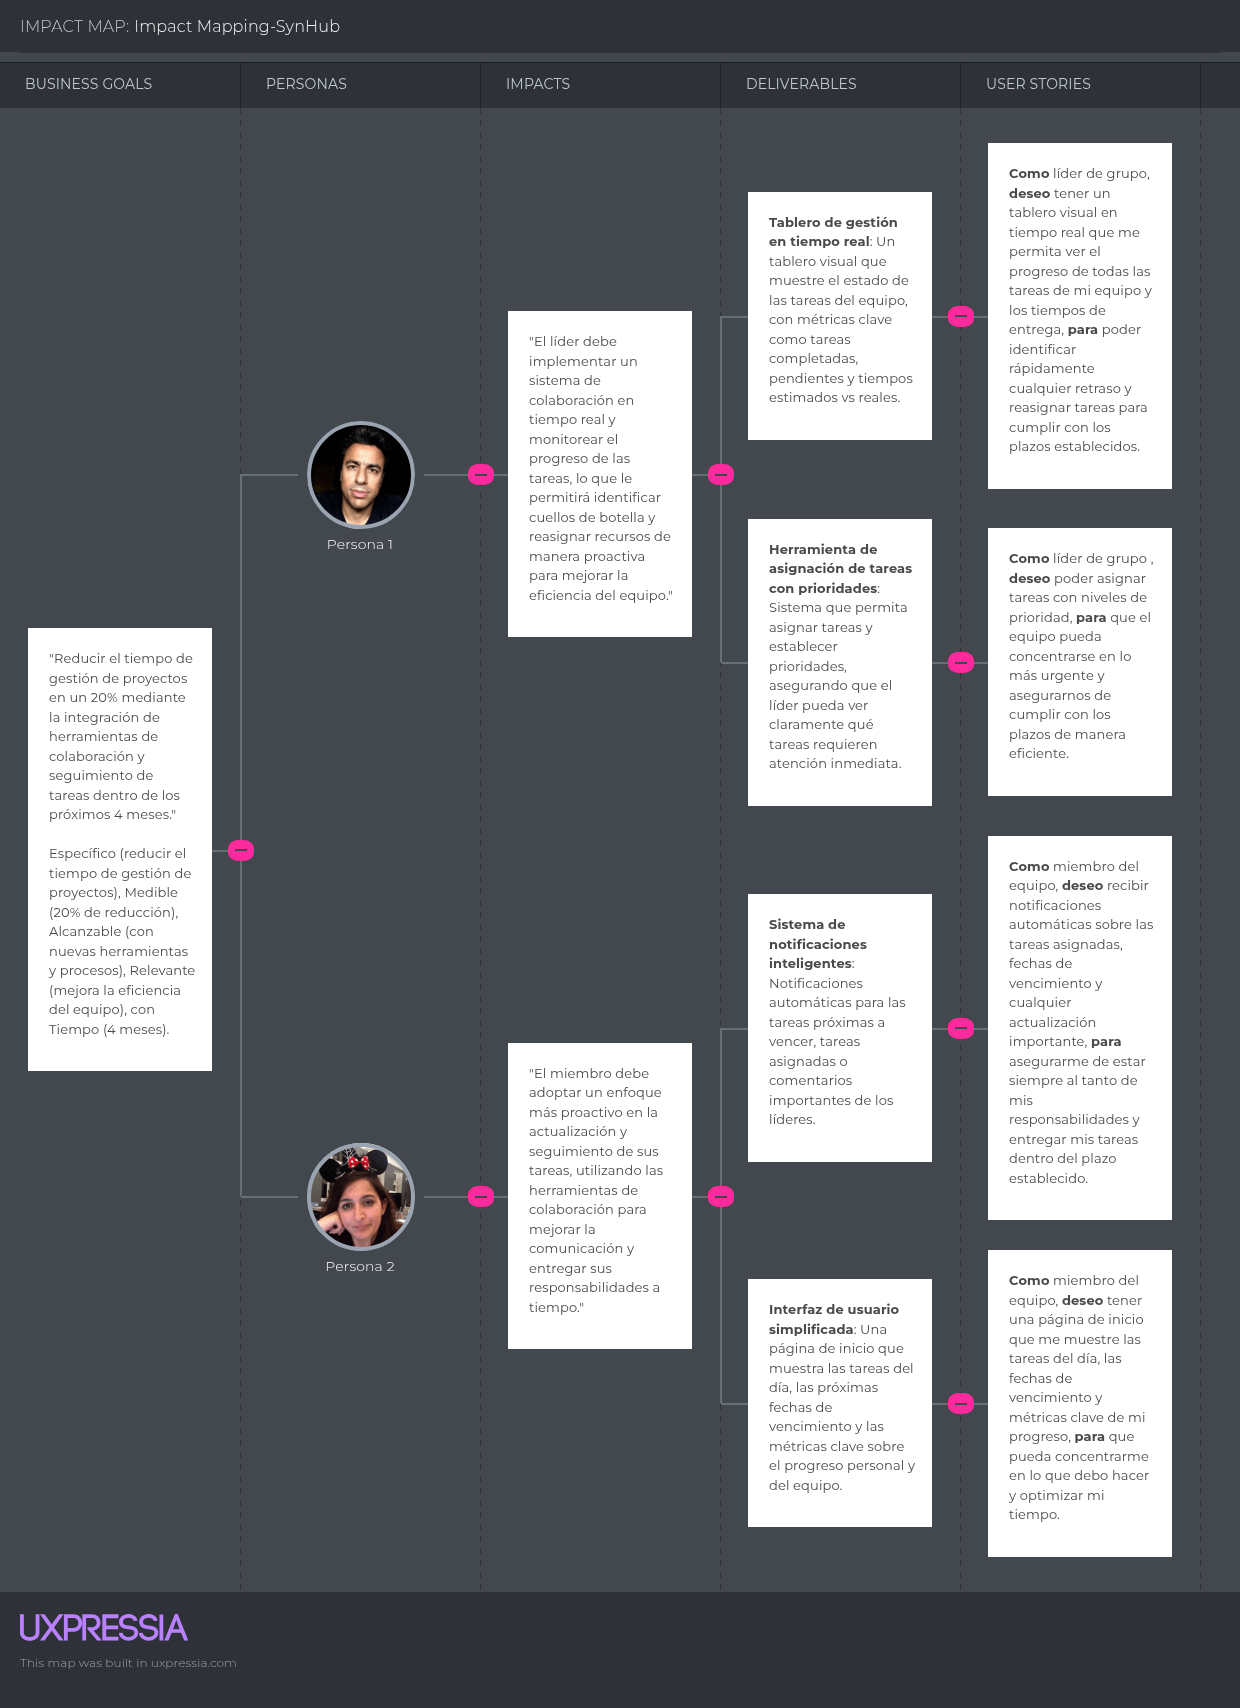 IMPACT MAP: Impact Mapping-SynHub
BUSINESS GOALS
PERSONAS
IMPACTS
DELIVERABLES
USER STORIES
"Reducir el tiempo de
gestión de proyectos
en un 20% mediante
la integración de
herramientas de
colaboración y
seguimiento de
tareas dentro de los
próximos 4 meses."
Específico (reducir el
tiempo de gestión de
proyectos), Medible
(20% de reducción),
Alcanzable (con
nuevas herramientas
y procesos), Relevante
(mejora la eficiencia
del equipo), con
Tiempo (4 meses).
Persona 1
"El líder debe
implementar un
sistema de
colaboración en
tiempo real y
monitorear el
progreso de las
tareas, lo que le
permitirá identificar
cuellos de botella y
reasignar recursos de
manera proactiva
para mejorar la
eficiencia del equipo."
Tablero de gestión
en tiempo real: Un
tablero visual que
muestre el estado de
las tareas del equipo,
con métricas clave
como tareas
completadas,
pendientes y tiempos
estimados vs reales.
Como líder de grupo,
deseo tener un
tablero visual en
tiempo real que me
permita ver el
progreso de todas las
tareas de mi equipo y
los tiempos de
entrega, para poder
identificar
rápidamente
cualquier retraso y
reasignar tareas para
cumplir con los
plazos establecidos.
Herramienta de
asignación de tareas
con prioridades:
Sistema que permita
asignar tareas y
establecer
prioridades,
asegurando que el
líder pueda ver
claramente qué
tareas requieren
atención inmediata.
Como líder de grupo ,
deseo poder asignar
tareas con niveles de
prioridad, para que el
equipo pueda
concentrarse en lo
más urgente y
asegurarnos de
cumplir con los
plazos de manera
eficiente.
Persona 2
"El miembro debe
adoptar un enfoque
más proactivo en la
actualización y
seguimiento de sus
tareas, utilizando las
herramientas de
colaboración para
mejorar la
comunicación y
entregar sus
responsabilidades a
tiempo."
Sistema de
notificaciones
inteligentes:
Notificaciones
automáticas para las
tareas próximas a
vencer, tareas
asignadas o
comentarios
importantes de los
líderes.
Como miembro del
equipo, deseo recibir
notificaciones
automáticas sobre las
tareas asignadas,
fechas de
vencimiento y
cualquier
actualización
importante, para
asegurarme de estar
siempre al tanto de
mis
responsabilidades y
entregar mis tareas
dentro del plazo
establecido.
Interfaz de usuario
simplificada: Una
página de inicio que
muestra las tareas del
día, las próximas
fechas de
vencimiento y las
métricas clave sobre
el progreso personal y
del equipo.
Como miembro del
equipo, deseo tener
una página de inicio
que me muestre las
tareas del día, las
fechas de
vencimiento y
métricas clave de mi
progreso, para que
pueda concentrarme
en lo que debo hacer
y optimizar mi
tiempo.
UXPRESSIA
This map was built in uxpressia.com